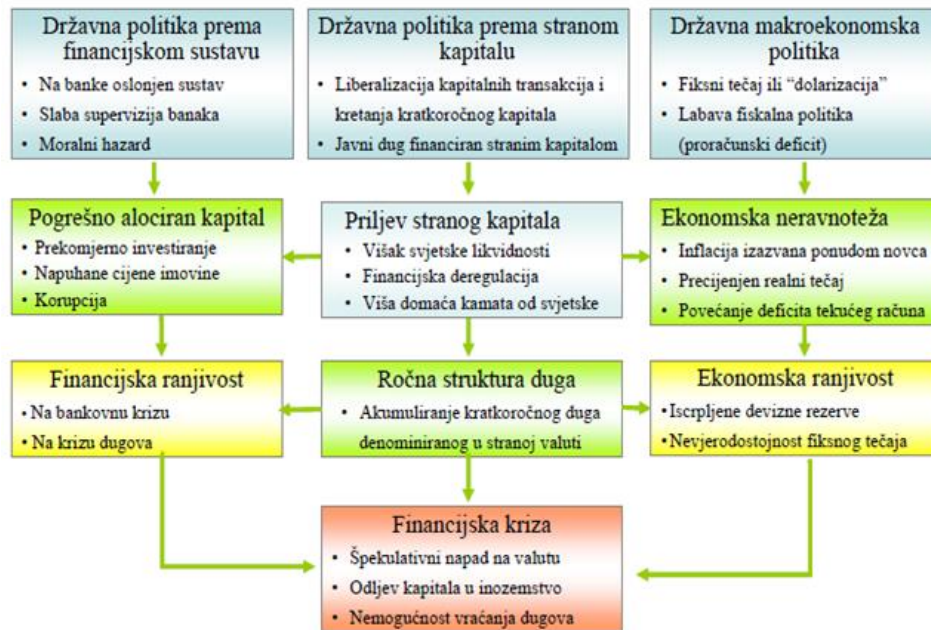 Državna politika prema
financijskom sustavu
• Na banke oslonjen sustav
• Slaba supervizija banaka
• Moralni hazard
Državna politika prema stranom
kapitalu
• Liberalizacija kapitalnih transakcija i
kretanja kratkoročnog kapitala
• Javni dug financiran stranim kapitalom
Državna makroekonomska
politika
• Fiksni tečaj ili “dolarizacija”
• Labava fiskalna politika
(proračunski deficit)
Pogrešno alociran kapital
• Prekomjerno investiranje
• Napuhane cijene imovine
• Korupcija
Priljev stranog kapitala
• Višak svjetske likvidnosti
• Financijska deregulacija
• Viša domaća kamata od svjetske
Ekonomska neravnoteža
• Inflacija izazvana ponudom novca
• Precijenjen realni tečaj
• Povećanje deficita tekućeg računa
Financijska ranjivost
• Na bankovnu krizu
• Na krizu dugova
Ročna struktura duga
• Akumuliranje kratkoročnog duga
denominiranog u stranoj valuti
Ekonomska ranjivost
• Iscrpljene devizne rezerve
• Nevjerodostojnost fiksnog tečaja
Financijska kriza
• Špekulativni napad na valutu
• Odljev kapitala u inozemstvo
• Nemogućnost vraćanja dugova